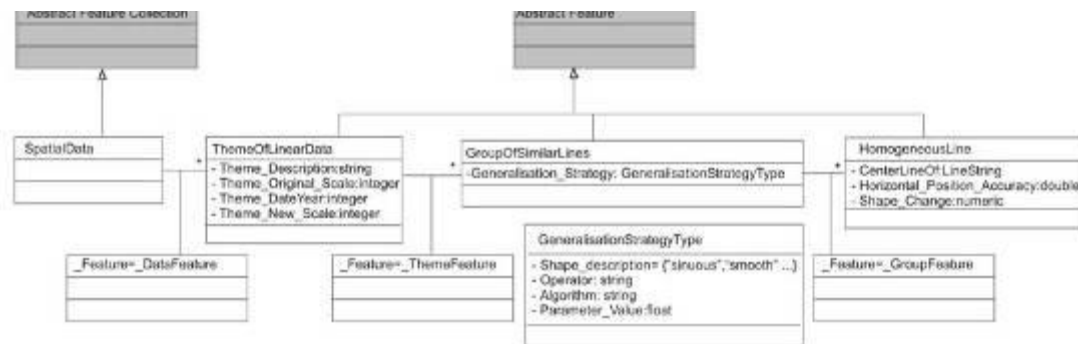 Abstract Feature Collection
Abstract Feature
SpatialData
ThemeOfLinearData
- Theme_Description:string
- Theme_Original_Scale:integer
- Theme_DateYear:integer
- Theme_New_Scale:integer
*
GroupOfSimilarLines
-Generalisation_Strategy: GeneralisationStrategyType
*
HomogeneousLine
- CenterLineOf:LineString
- Horizontal_Position_Accuracy:double
- Shape_Change:numeric
*
_Feature=_DataFeature
_Feature=_ThemeFeature
GeneralisationStrategyType
- Shape_description= {"sinuous","smooth" ...}
- Operator: string
- Algorithm: string
- Parameter_Value:float
_Feature=_GroupFeature